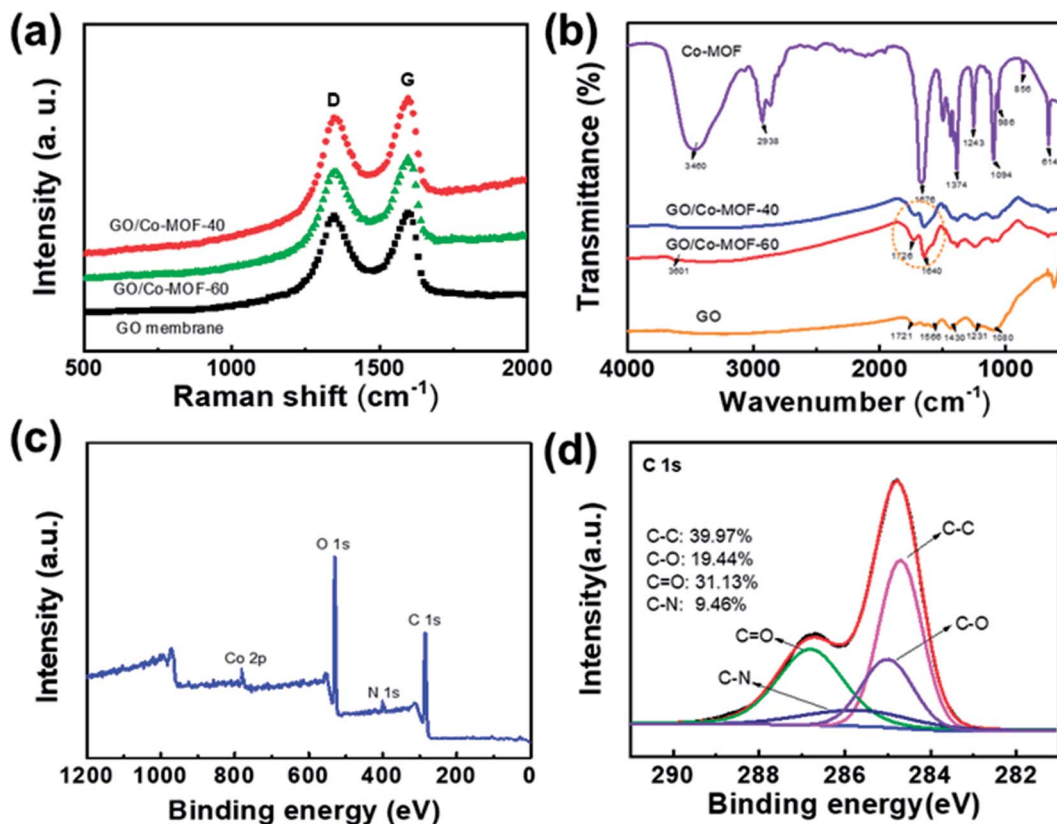 (a)
Intensity (a. u.)
D
G
GO/Co-MOF-40
GO/Co-MOF-60
GO membrane
500
1000
1500
2000
Raman shift (cm-1)
(b)
Transmittance (%)
Co-MOF
3460
2938
1676
1374
1243
1094
986
856
614
GO/Co-MOF-40
GO/Co-MOF-60
3601
1726
1640
GO
1721
1566
1430
1231
1080
4000
3000
2000
1000
Wavenumber (cm-1)
(c)
Intensity (a.u.)
O 1s
C 1s
Co 2p
N 1s
1200
1000
800
600
400
200
0
Binding energy (eV)
(d)
Intensity(a.u.)
C 1s
C-C: 39.97%
C-O: 19.44%
C=O: 31.13%
C-N: 9.46%
C-C
C-O
C=O
C-N
290
288
286
284
282
Binding energy(eV)